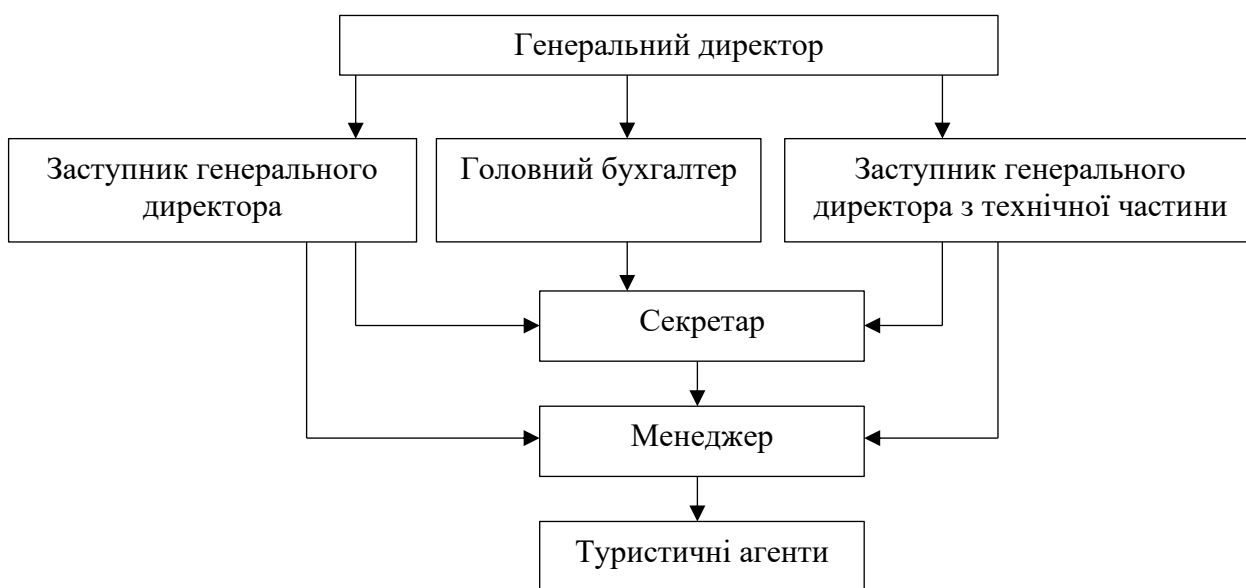 Генеральний директор
Заступник генерального
директора
Головний бухгалтер
Заступник генерального
директора з технічної частини
Секретар
Менеджер
Туристичні агенти